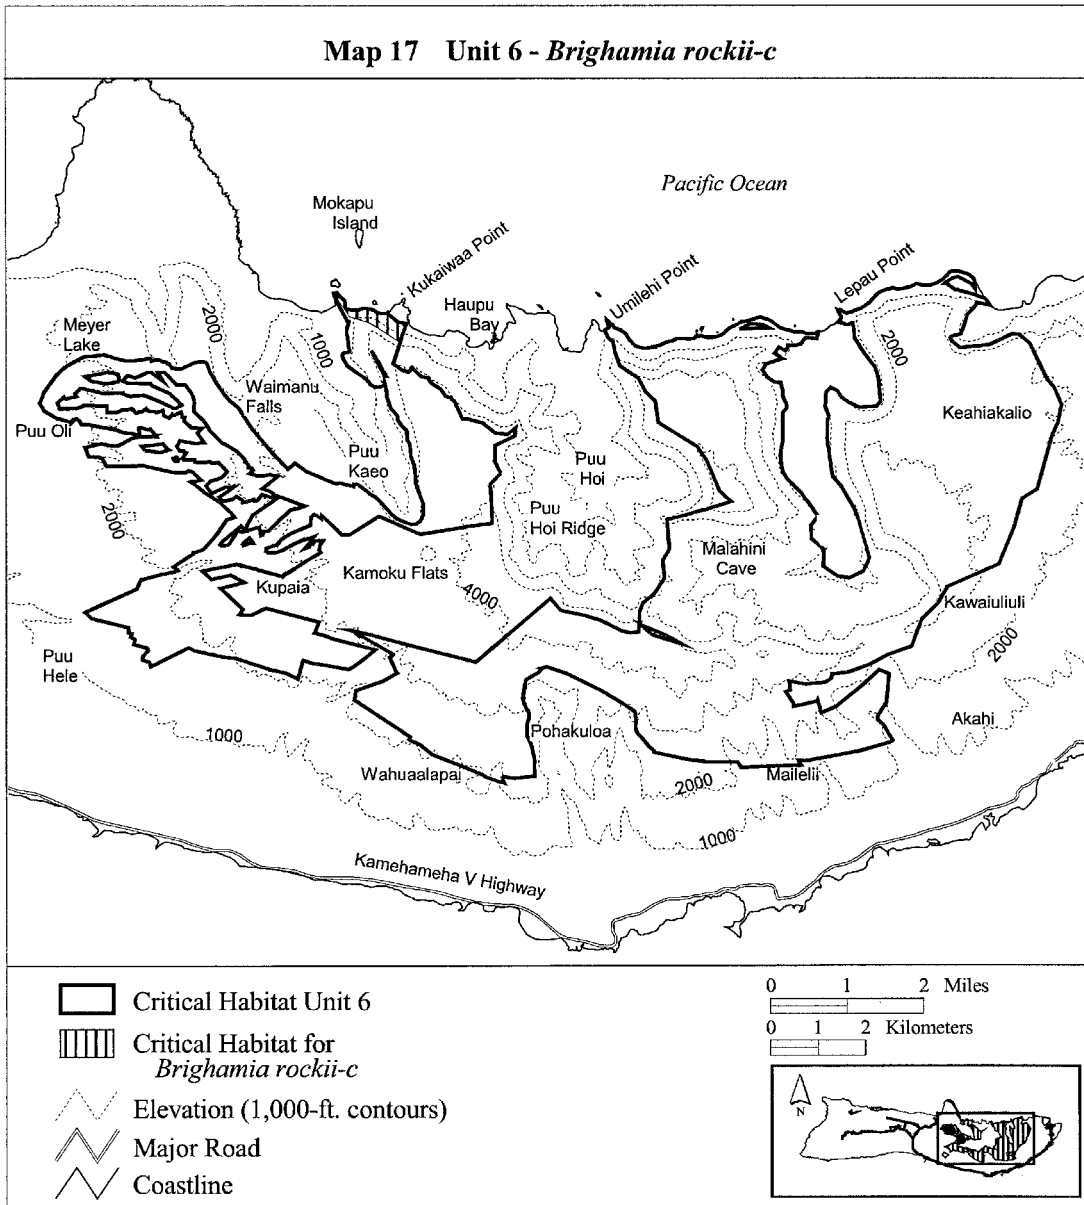 Map 17 Unit 6 - Brighamia rockii-c
Pacific Ocean
Mokapu
Island
Kukaiwaa Point
Haupu
Bay
Umilehi Point
Lepau Point
Meyer
Lake
2000
1000
2000
Waimanu
Falls
Keahiakalio
Puu Oli
Puu
Kaeo
Puu
Hoi
Puu
Hoi Ridge
2000
Malahini
Cave
Kamoku Flats
Kupaia
4000
Kawaiuliuli
2000
Puu
Hele
Akahi
1000
Pohakuloa
Wahuaalapai
2000
Mailelii
1000
Kamehameha V Highway
Critical Habitat Unit 6
Critical Habitat for
Brighamia rockii-c
Elevation (1,000-ft. contours)
Major Road
Coastline
0 1 2 Miles
0 1 2 Kilometers
N